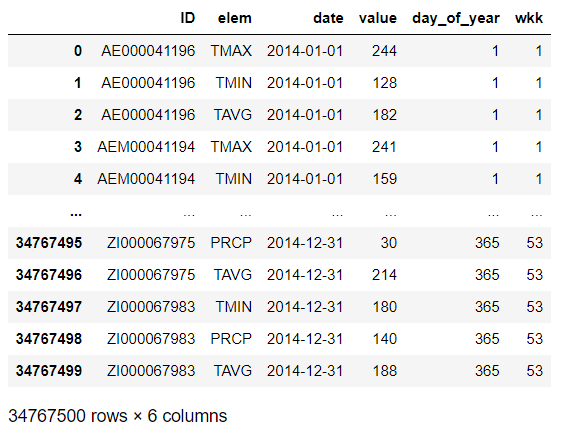 ID elem date value day_of_year wkk
0 AE000041196 TMAX 2014-01-01 244 1 1
1 AE000041196 TMIN 2014-01-01 128 1 1
2 AE000041196 TAVG 2014-01-01 182 1 1
3 AEM00041194 TMAX 2014-01-01 241 1 1
4 AEM00041194 TMIN 2014-01-01 159 1 1
... ... ... ... ... ... ...
34767495 ZI000067975 PRCP 2014-12-31 30 365 53
34767496 ZI000067975 TAVG 2014-12-31 214 365 53
34767497 ZI000067983 TMIN 2014-12-31 180 365 53
34767498 ZI000067983 PRCP 2014-12-31 140 365 53
34767499 ZI000067983 TAVG 2014-12-31 188 365 53
34767500 rows × 6 columns